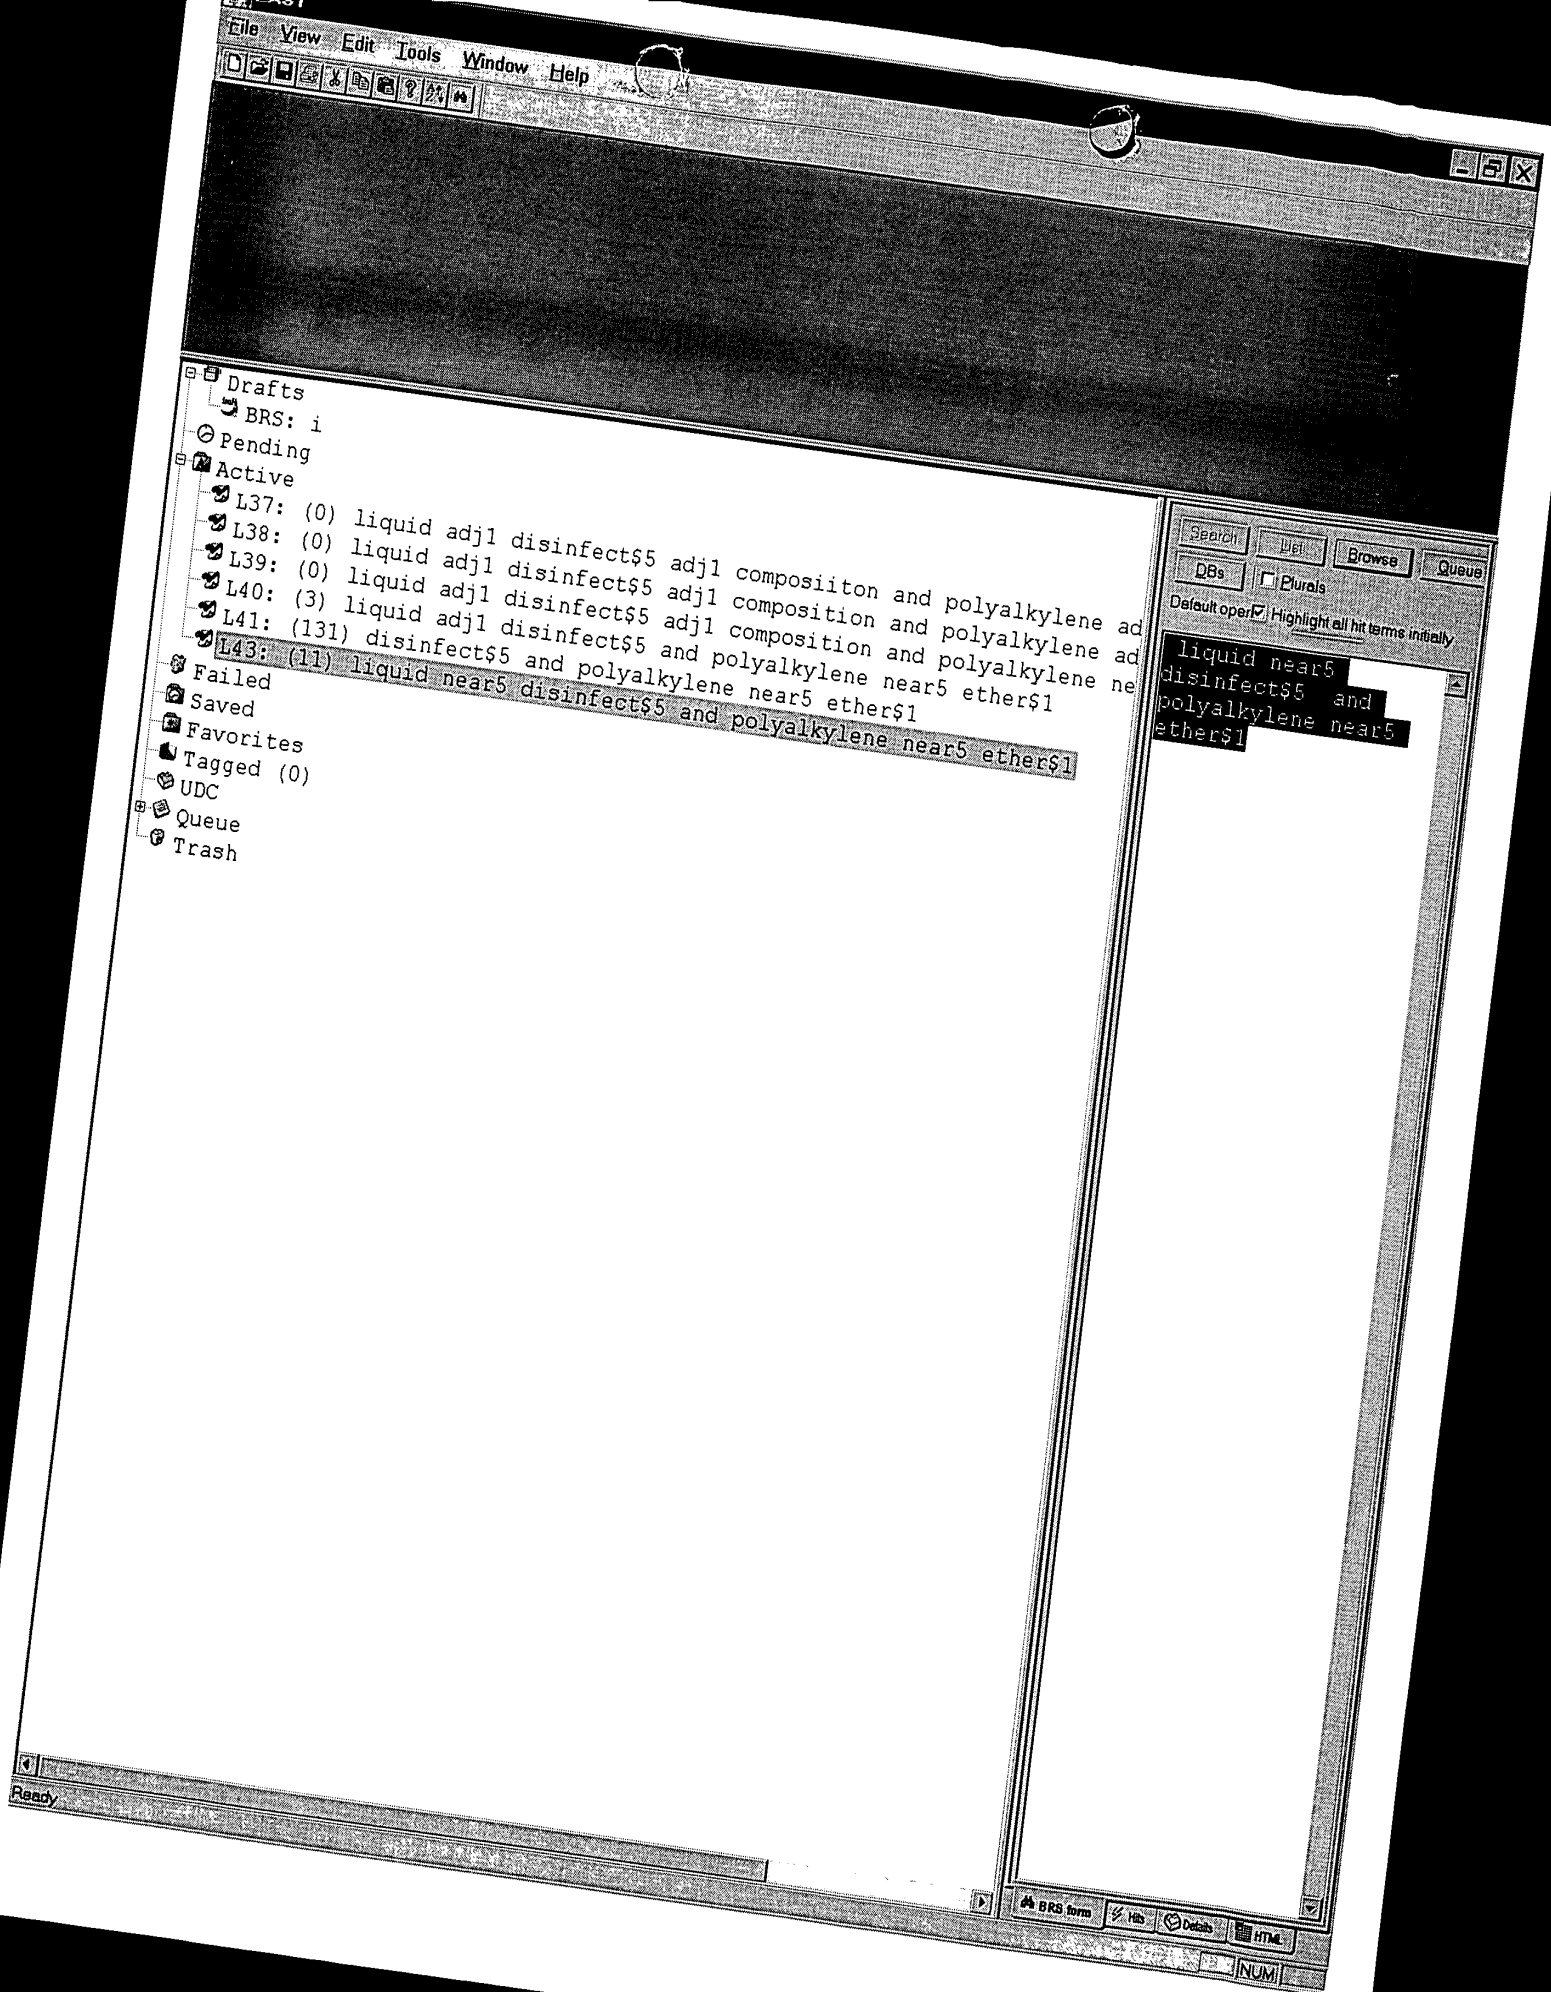 EAST
File View Edit Tools Window Help
Drafts
BRS: i
Pending
Active
L37: (0) liquid adj1 disinfect$5 adj1 composiiton and polyalkylene ad
L38: (0) liquid adj1 disinfect$5 adj1 composition and polyalkylene ad
L39: (0) liquid adj1 disinfect$5 adj1 composition and polyalkylene ne
L40: (3) liquid adj1 disinfect$5 and polyalkylene near5 ether$1
L41: (131) disinfect$5 and polyalkylene near5 ether$1
L43: (11) liquid near5 disinfect$5 and polyalkylene near5 ether$1
Failed
Saved
Favorites
Tagged (0)
UDC
Queue
Trash
Search List Browse Queue
DBs Plurals
Default oper Highlight all hit terms initially
liquid near5
disinfect$5 and
polyalkylene near5
ether$1
BRS form Hits Details HTML
Ready
NUM